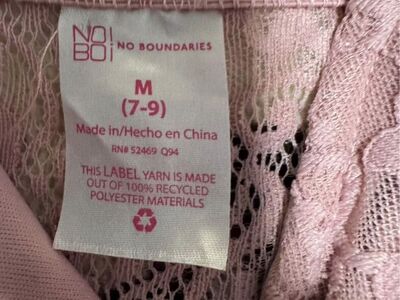 NO!
BOi
NO BOUNDARIES
M
(7-9)
Made in/Hecho en China
RN# 52469 Q94
THIS LABEL YARN IS MADE
OUT OF 100% RECYCLED
POLYESTER MATERIALS